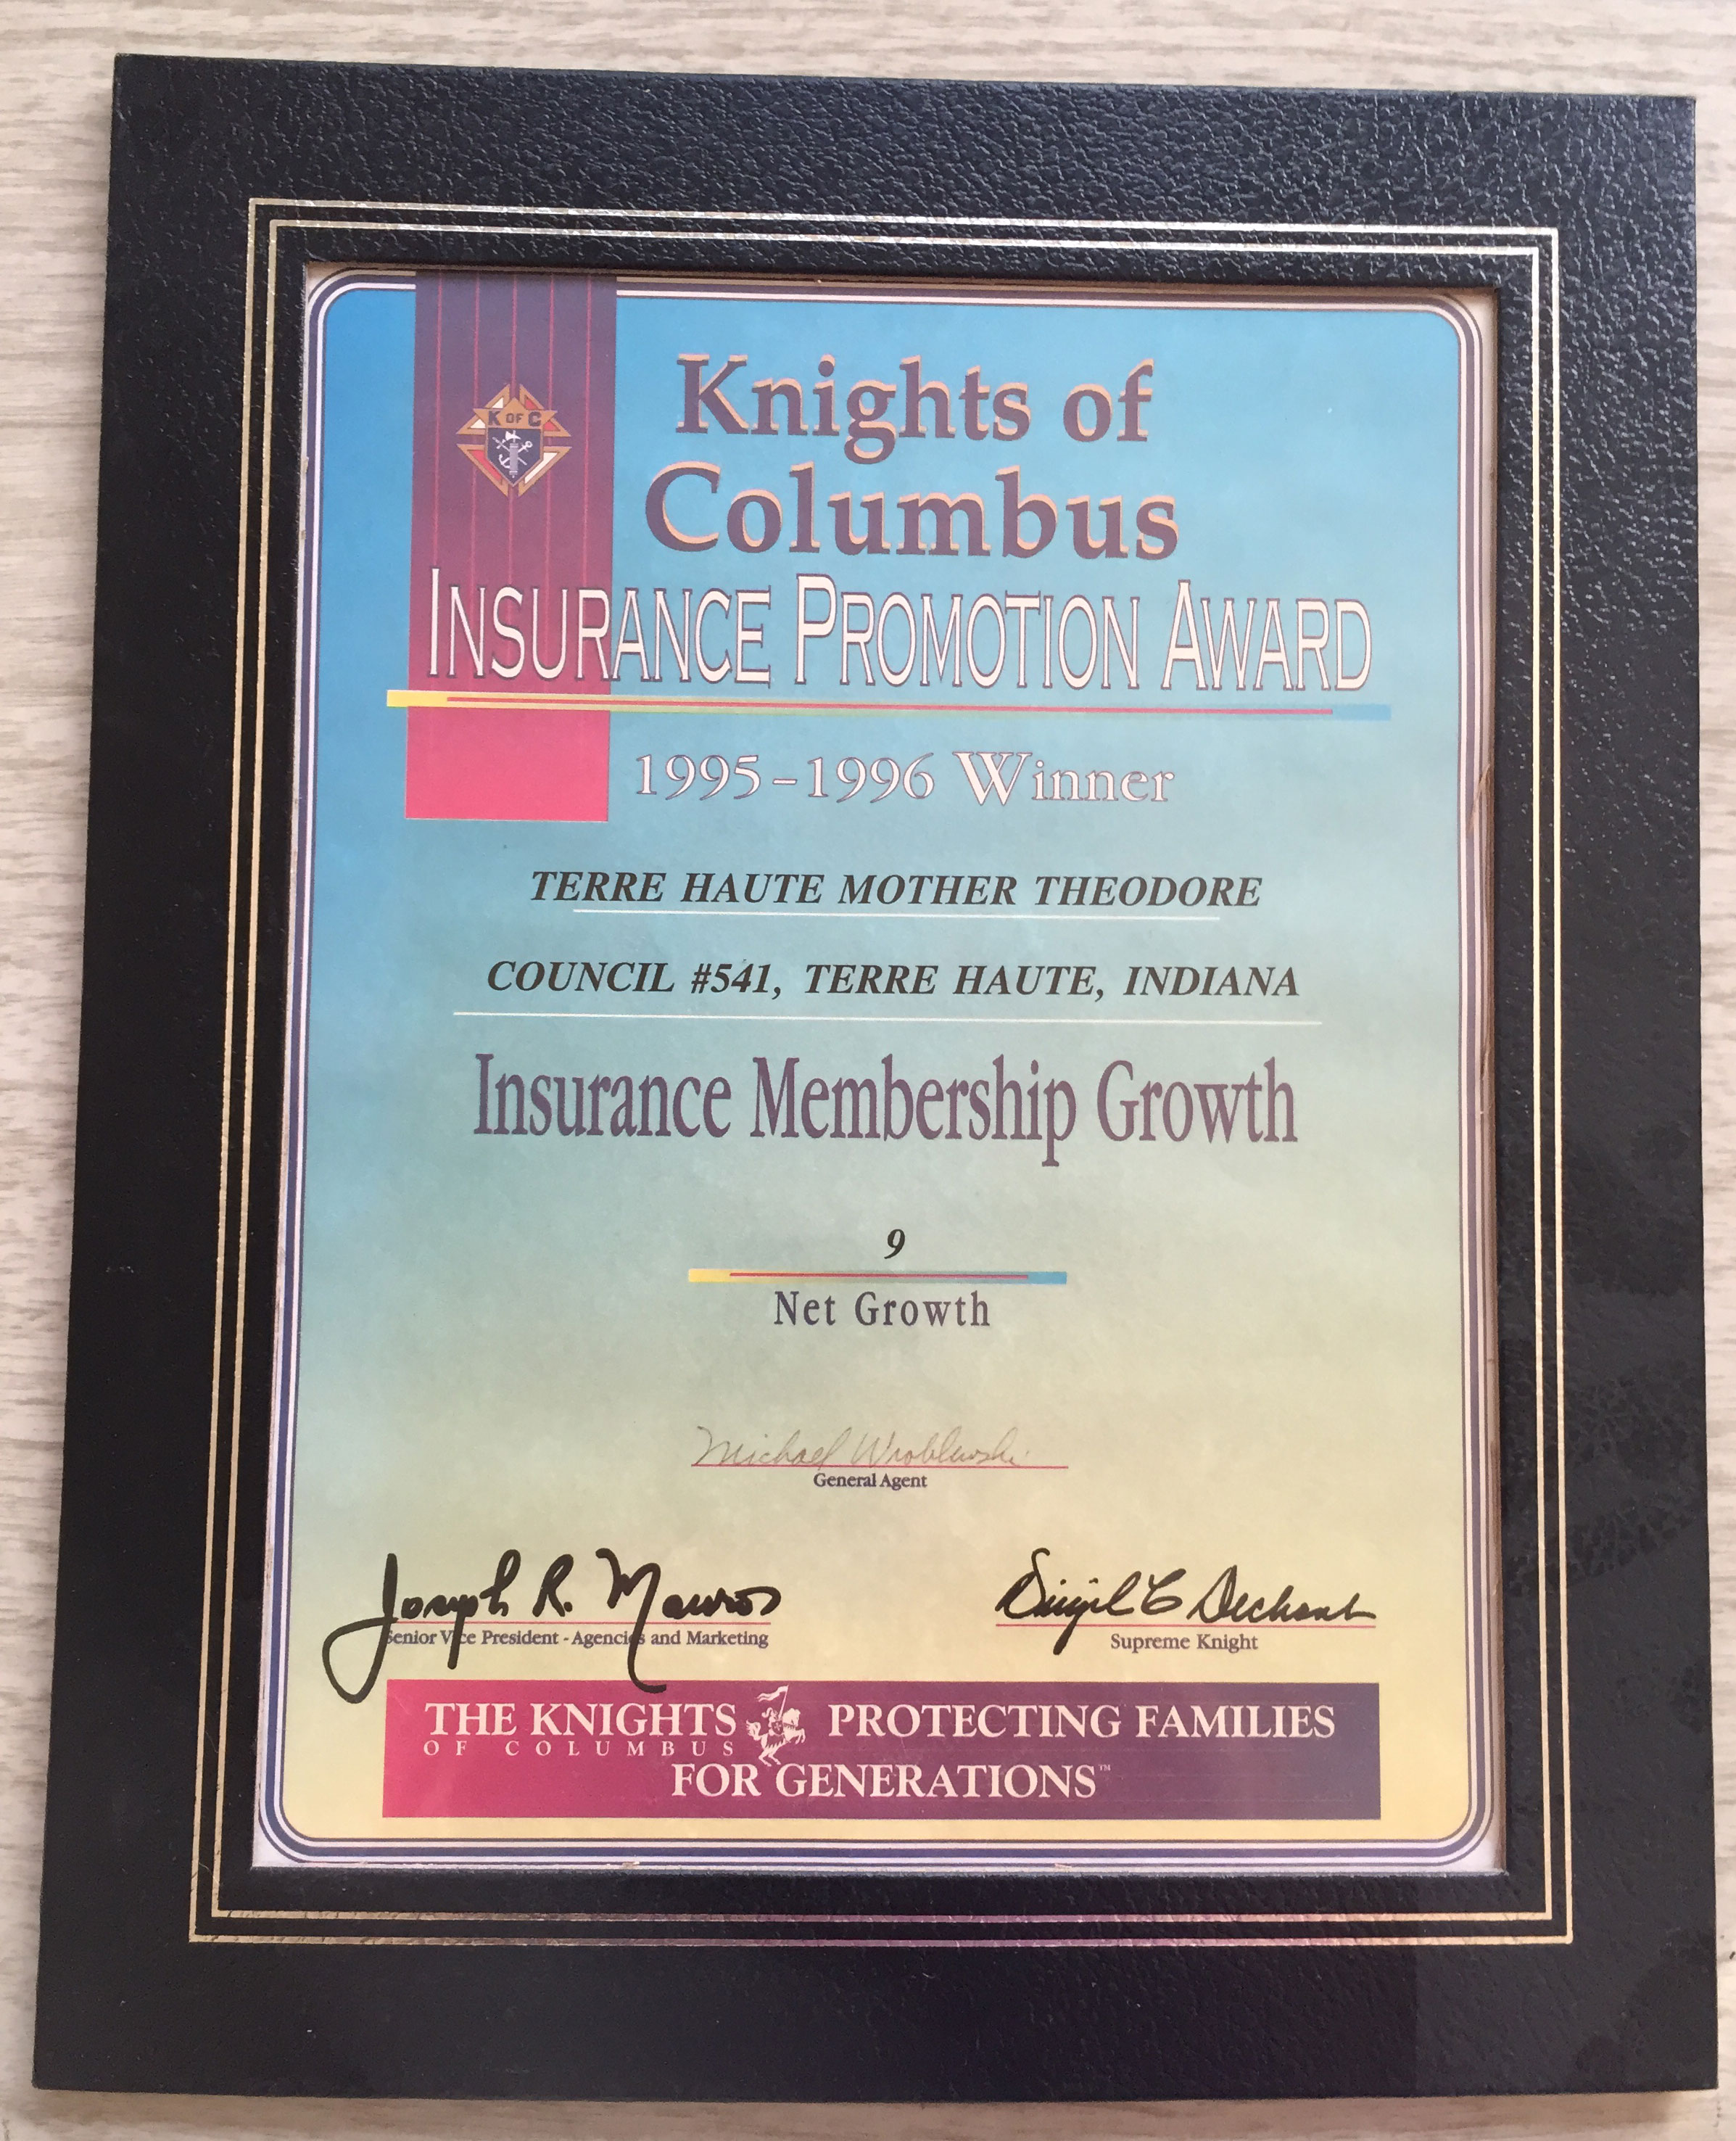 K OF C
Knights of
Columbus
INSURANCE PROMOTION AWARD
1995-1996 Winner
TERRE HAUTE MOTHER THEODORE
COUNCIL #541, TERRE HAUTE, INDIANA
Insurance Membership Growth
9
Net Growth
Michael Wroblewski
General Agent
Joseph R. Mauro
Senior Vice President - Agencies and Marketing
Virgil C Dechant
Supreme Knight
THE KNIGHTS PROTECTING FAMILIES
OF COLUMBUS
FOR GENERATIONS™